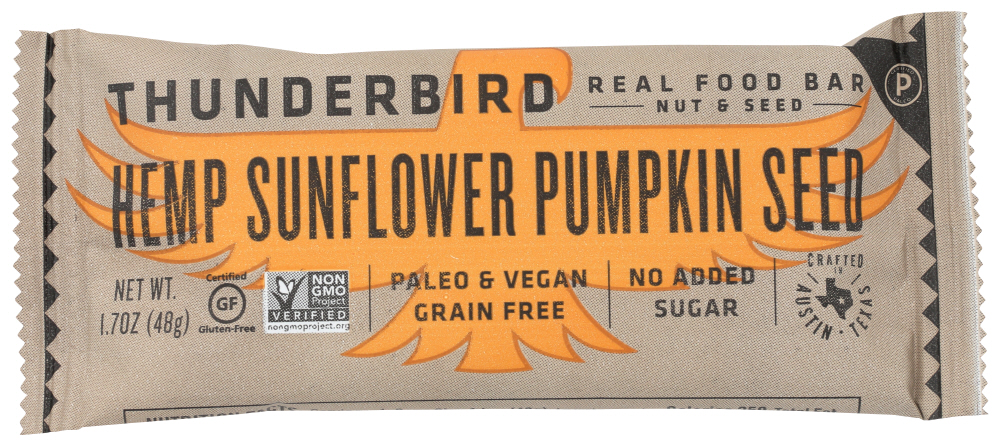 THUNDERBIRD
REAL FOOD BAR
NUT & SEED
P
HEMP SUNFLOWER PUMPKIN SEED
NET WT.
1.7OZ (48g)
Certified
GF
Gluten-Free
NON
GMO
Project
VERIFIED
nongmoproject.org
PALEO & VEGAN
GRAIN FREE
NO ADDED
SUGAR
CRAFTED
IN
AUSTIN • TEXAS